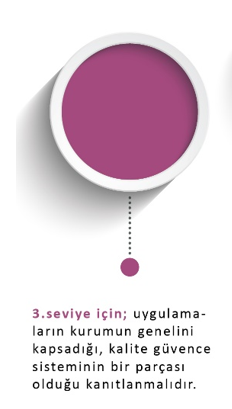 3.seviye için; uygulama-
ların kurumun genelini
kapsadığı, kalite güvence
sisteminin bir parçası
olduğu kanıtlanmalıdır.